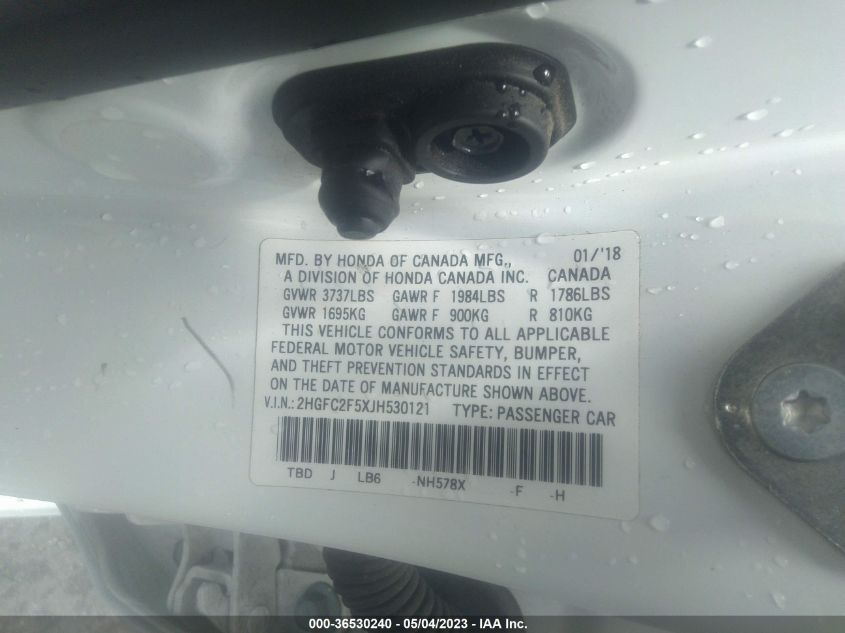 MFD. BY HONDA OF CANADA MFG., 01/'18
A DIVISION OF HONDA CANADA INC. CANADA
GVWR 3737LBS GAWR F 1984LBS R 1786LBS
GVWR 1695KG GAWR F 900KG R 810KG
THIS VEHICLE CONFORMS TO ALL APPLICABLE
FEDERAL MOTOR VEHICLE SAFETY, BUMPER,
AND THEFT PREVENTION STANDARDS IN EFFECT
ON THE DATE OF MANUFACTURE SHOWN ABOVE.
V.I.N.: 2HGFC2F5XJH530121 TYPE: PASSENGER CAR
TBD J LB6 -NH578X -F -H
000-36530240 - 05/04/2023 - IAA Inc.